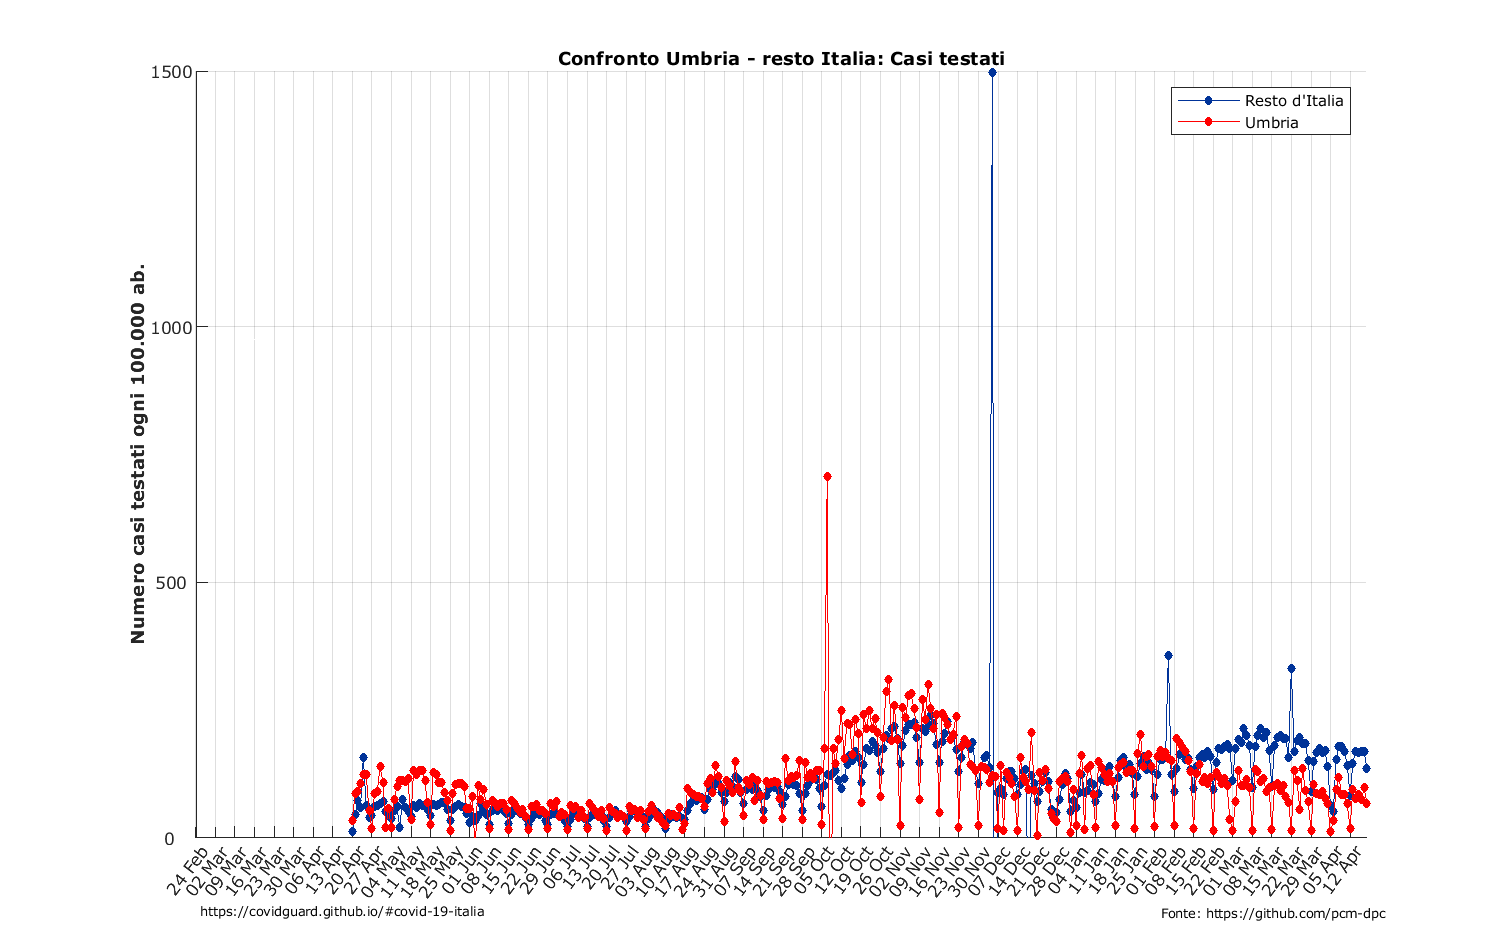 Confronto Umbria - resto Italia: Casi testati
Resto d'Italia
Umbria
Numero casi testati ogni 100.000 ab.
1500
1000
500
0
24 Feb
02 Mar
09 Mar
16 Mar
23 Mar
30 Mar
06 Apr
13 Apr
20 Apr
27 Apr
04 May
11 May
18 May
25 May
01 Jun
08 Jun
15 Jun
22 Jun
29 Jun
06 Jul
13 Jul
20 Jul
27 Jul
03 Aug
10 Aug
17 Aug
24 Aug
31 Aug
07 Sep
14 Sep
21 Sep
28 Sep
05 Oct
12 Oct
19 Oct
26 Oct
02 Nov
09 Nov
16 Nov
23 Nov
30 Nov
07 Dec
14 Dec
21 Dec
28 Dec
04 Jan
11 Jan
18 Jan
25 Jan
01 Feb
08 Feb
15 Feb
22 Feb
01 Mar
08 Mar
15 Mar
22 Mar
29 Mar
05 Apr
12 Apr
https://covidguard.github.io/#covid-19-italia
Fonte: https://github.com/pcm-dpc